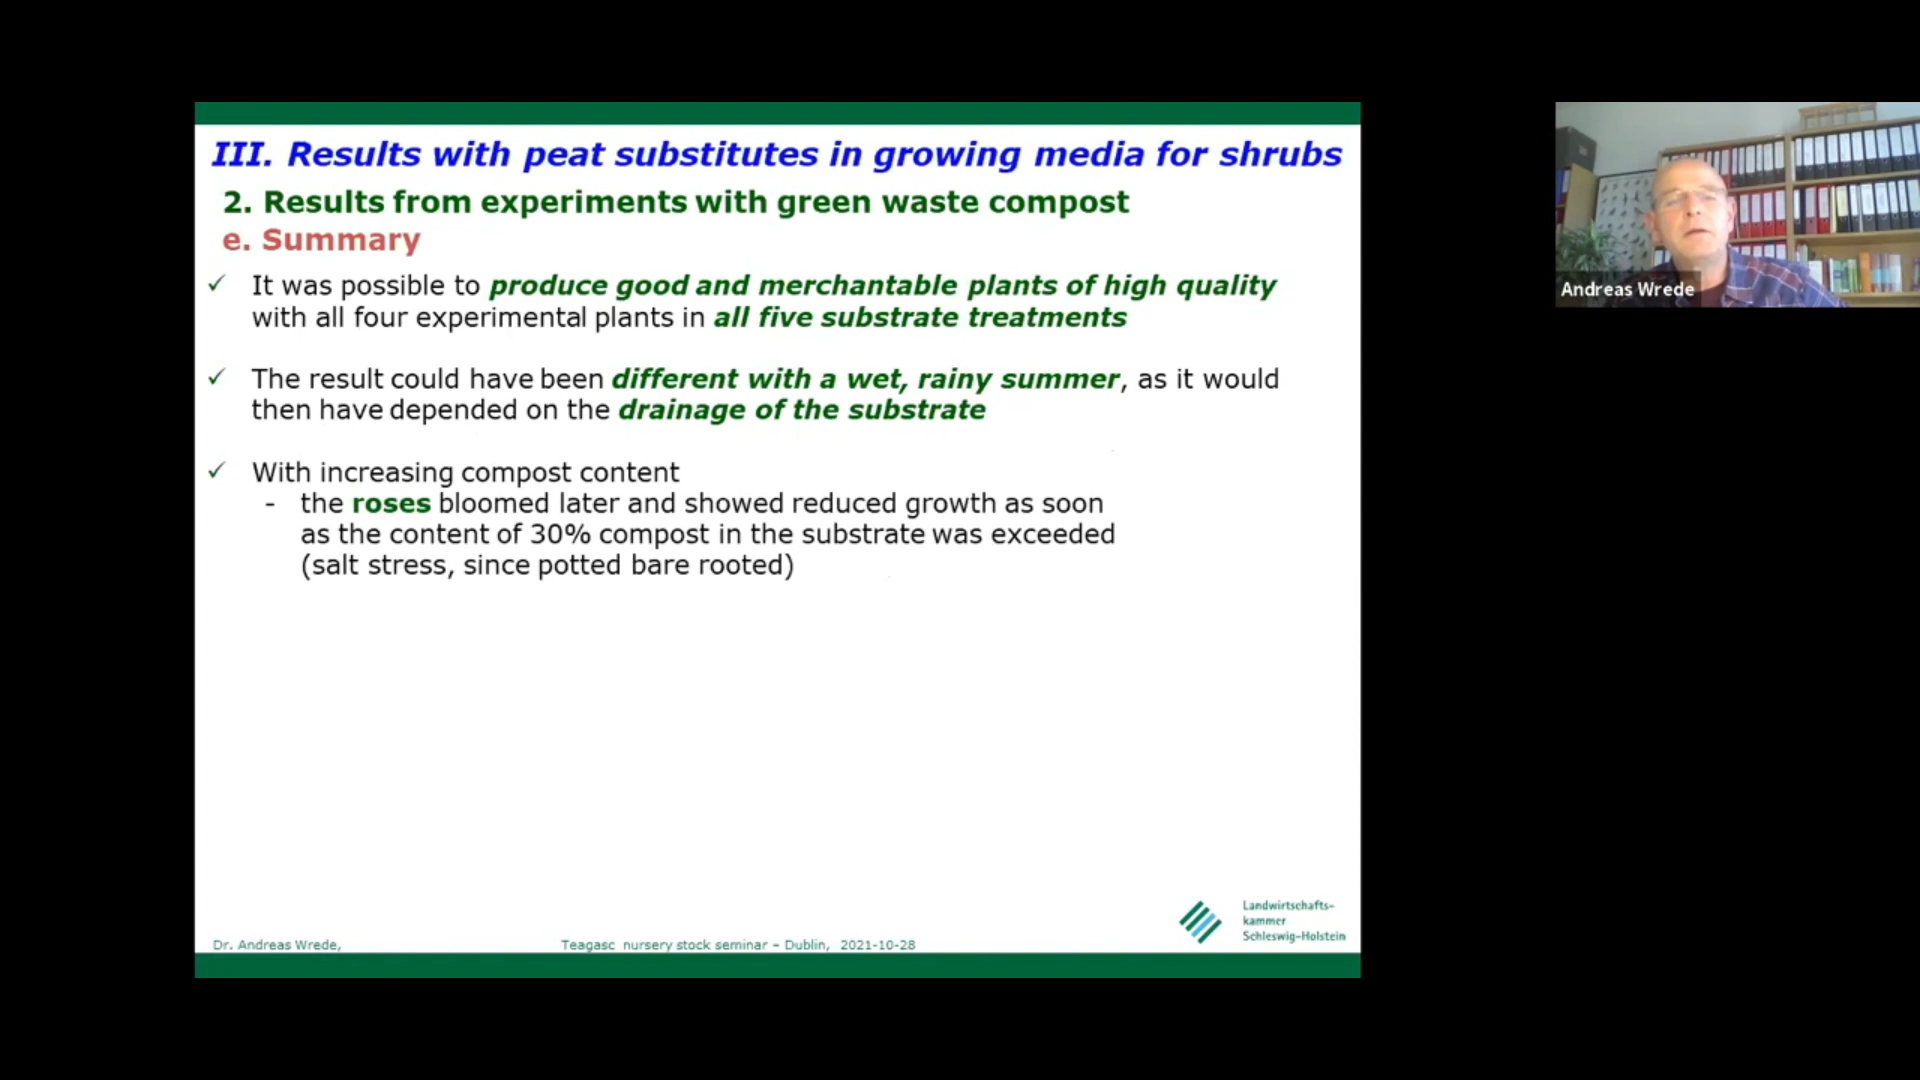 III. Results with peat substitutes in growing media for shrubs
2. Results from experiments with green waste compost
e. Summary
✓ It was possible to produce good and merchantable plants of high quality
with all four experimental plants in all five substrate treatments
✓ The result could have been different with a wet, rainy summer, as it would
then have depended on the drainage of the substrate
✓ With increasing compost content
- the roses bloomed later and showed reduced growth as soon
as the content of 30% compost in the substrate was exceeded
(salt stress, since potted bare rooted)
Dr. Andreas Wrede,
Teagasc nursery stock seminar – Dublin, 2021-10-28
Landwirtschafts-
kammer
Schleswig-Holstein
Andreas Wrede